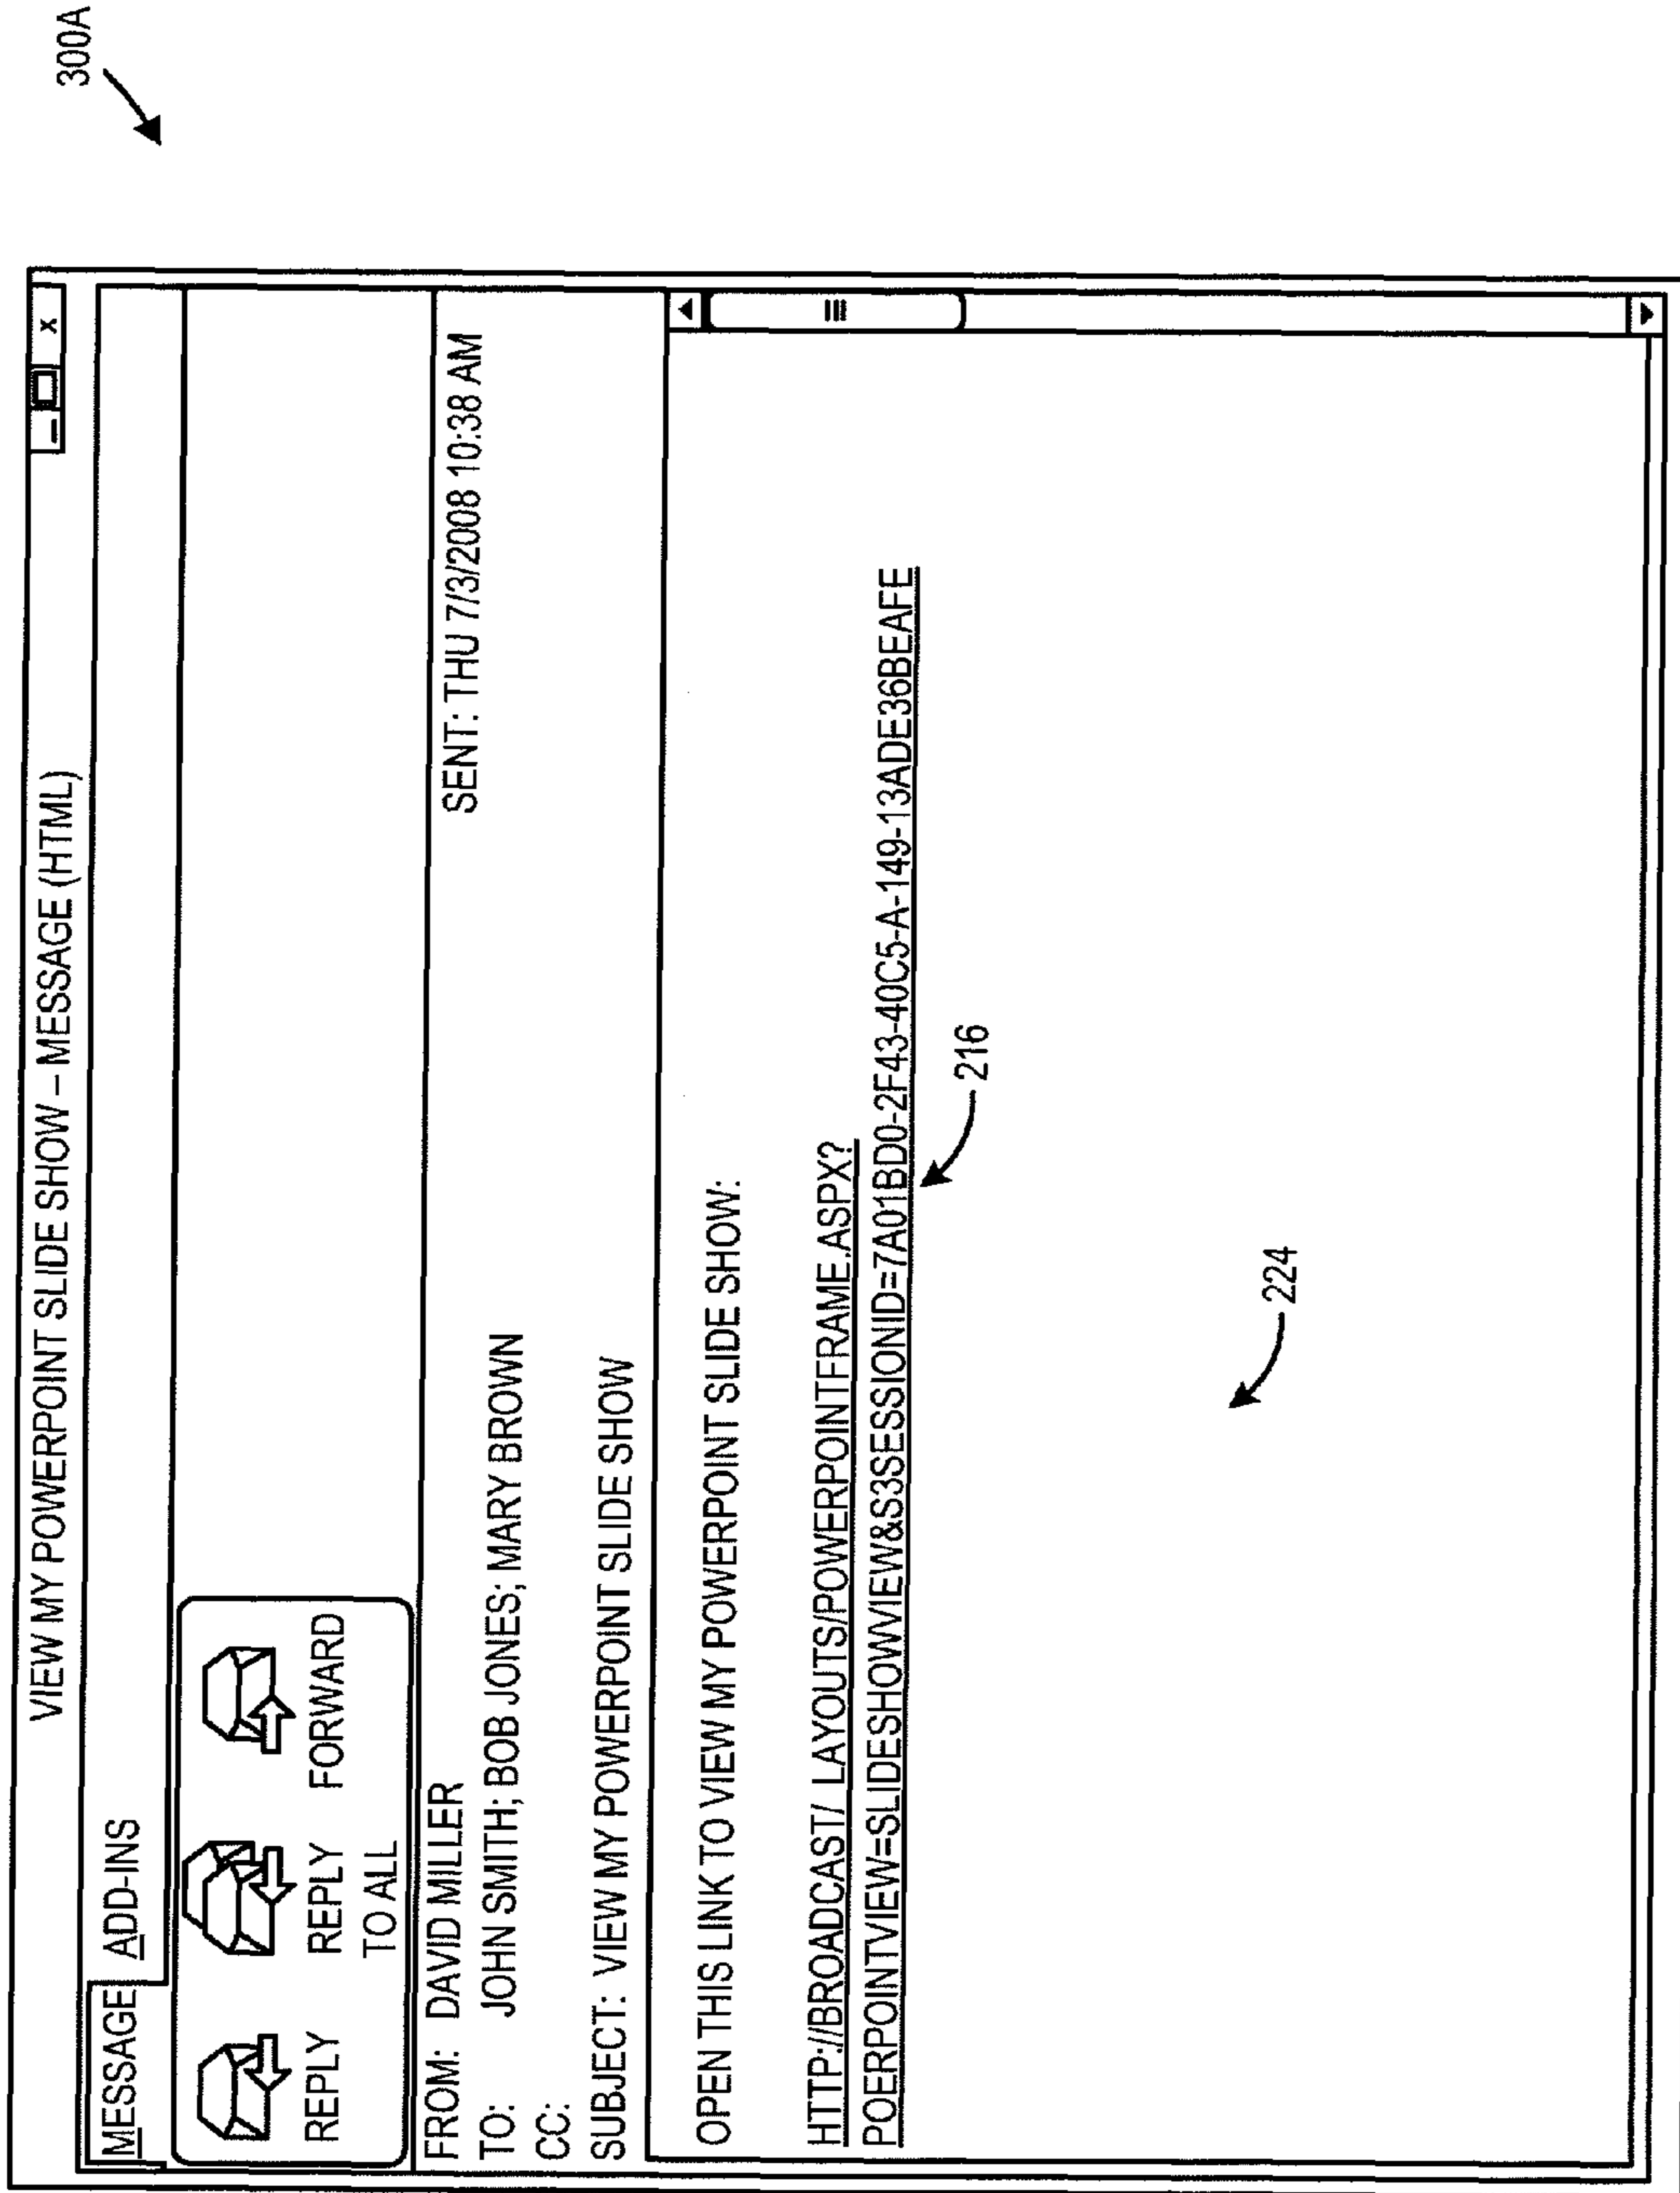 300A
VIEW MY POWERPOINT SLIDE SHOW – MESSAGE (HTML)
_ X
MESSAGE ADD-INS
REPLY REPLY FORWARD
TO ALL
FROM: DAVID MILLER SENT: THU 7/3/2008 10:38 AM
TO: JOHN SMITH; BOB JONES; MARY BROWN
CC:
SUBJECT: VIEW MY POWERPOINT SLIDE SHOW
OPEN THIS LINK TO VIEW MY POWERPOINT SLIDE SHOW:
HTTP://BROADCAST/ LAYOUTS/POWERPOINTFRAME.ASPX?
POERPOINTVIEW=SLIDESHOWVIEW&S3SESSIONID=7A01BD0-2F43-40C5-A-149-13ADE36BEAFE
216
224